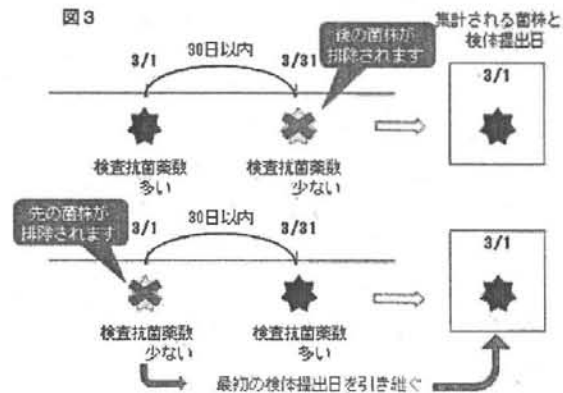 図3
集計される菌株と
検体提出日
後の菌株が
排除されます
3/1
30日以内
3/31
3/1
検査抗菌薬数
多い
検査抗菌薬数
少ない
先の菌株が
排除されます
3/1
30日以内
3/31
3/1
検査抗菌薬数
少ない
検査抗菌薬数
多い
最初の検体提出日を引き継ぐ